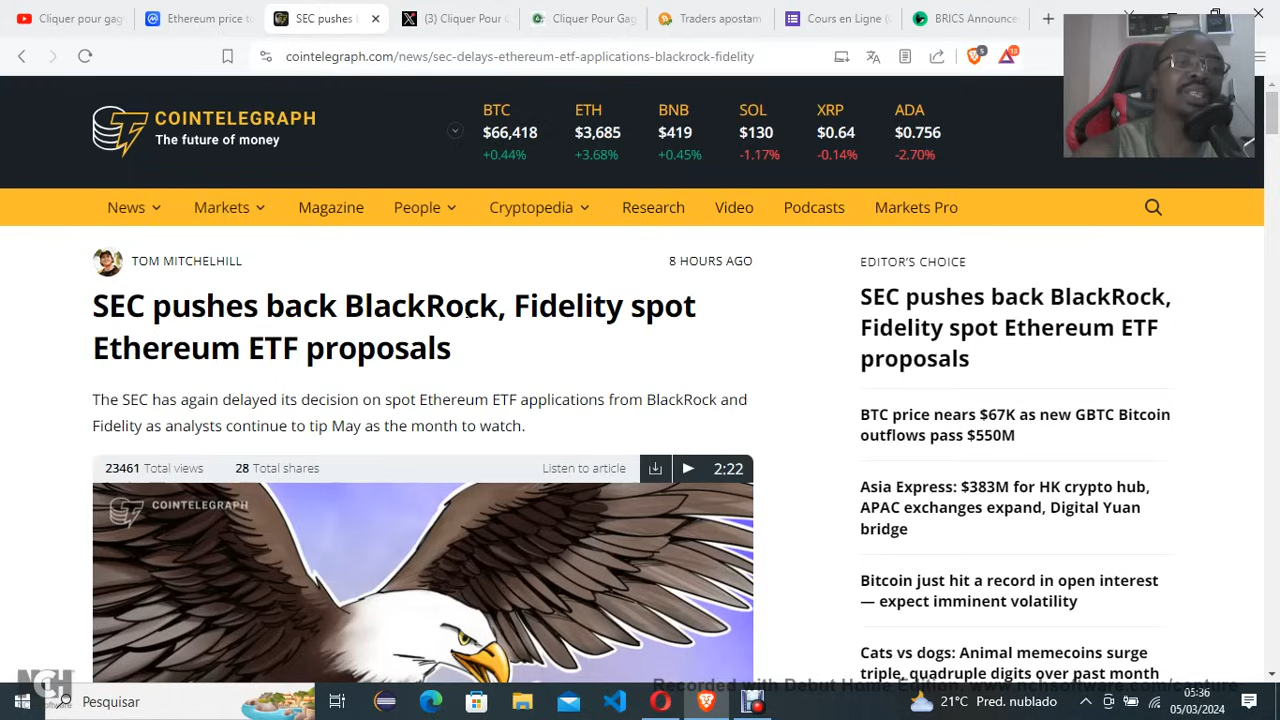 (3) Cliquer Pour G
Cliquer Pour Gag
Traders apostam
Cours en Ligne (
BRICS Announce
Cliquer pour gag
Ethereum price to
SEC pushes
cointelegraph.com/news/sec-delays-ethereum-etf-applications-blackrock-fidelity
5
13
COINTELEGRAPH
The future of money
BTC ETH BNB SOL XRP ADA
$66,418 $3,685 $419 $130 $0.64 $0.756
+0.44% +3.68% +0.45% -1.17% -0.14% -2.70%
News Markets Magazine People Cryptopedia Research Video Podcasts Markets Pro
TOM MITCHELHILL
8 HOURS AGO
SEC pushes back BlackRock, Fidelity spot
Ethereum ETF proposals
The SEC has again delayed its decision on spot Ethereum ETF applications from BlackRock and
Fidelity as analysts continue to tip May as the month to watch.
23461 Total views 28 Total shares Listen to article 2:22
COINTELEGRAPH
EDITOR'S CHOICE
SEC pushes back BlackRock,
Fidelity spot Ethereum ETF
proposals
BTC price nears $67K as new GBTC Bitcoin
outflows pass $550M
Asia Express: $383M for HK crypto hub,
APAC exchanges expand, Digital Yuan
bridge
Bitcoin just hit a record in open interest
— expect imminent volatility
Cats vs dogs: Animal memecoins surge
triple, quadruple digits over past month
Recorded with Debut Home Edition. www.nchsoftware.com/capture
NCH
Software
Pesquisar
21°C Pred. nublado
05:36
05/03/2024